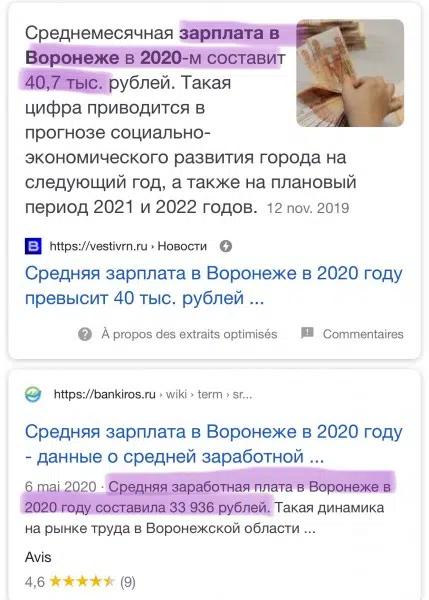 Среднемесячная зарплата в
Воронеже в 2020-м составит
40,7 тыс. рублей. Такая
цифра приводится в
прогнозе социально-
экономического развития города на
следующий год, а также на плановый
период 2021 и 2022 годов. 12 nov. 2019
B https://vestivrn.ru › Новости
Средняя зарплата в Воронеже в 2020 году
превысит 40 тыс. рублей ...
À propos des extraits optimisés Commentaires
https://bankiros.ru › wiki › term › sr...
Средняя зарплата в Воронеже в 2020 году
- данные о средней заработной ...
6 mai 2020 · Средняя заработная плата в Воронеже в
2020 году составила 33 936 рублей. Такая динамика
на рынке труда в Воронежской области ...
Avis
4,6 ★★★★★ (9)